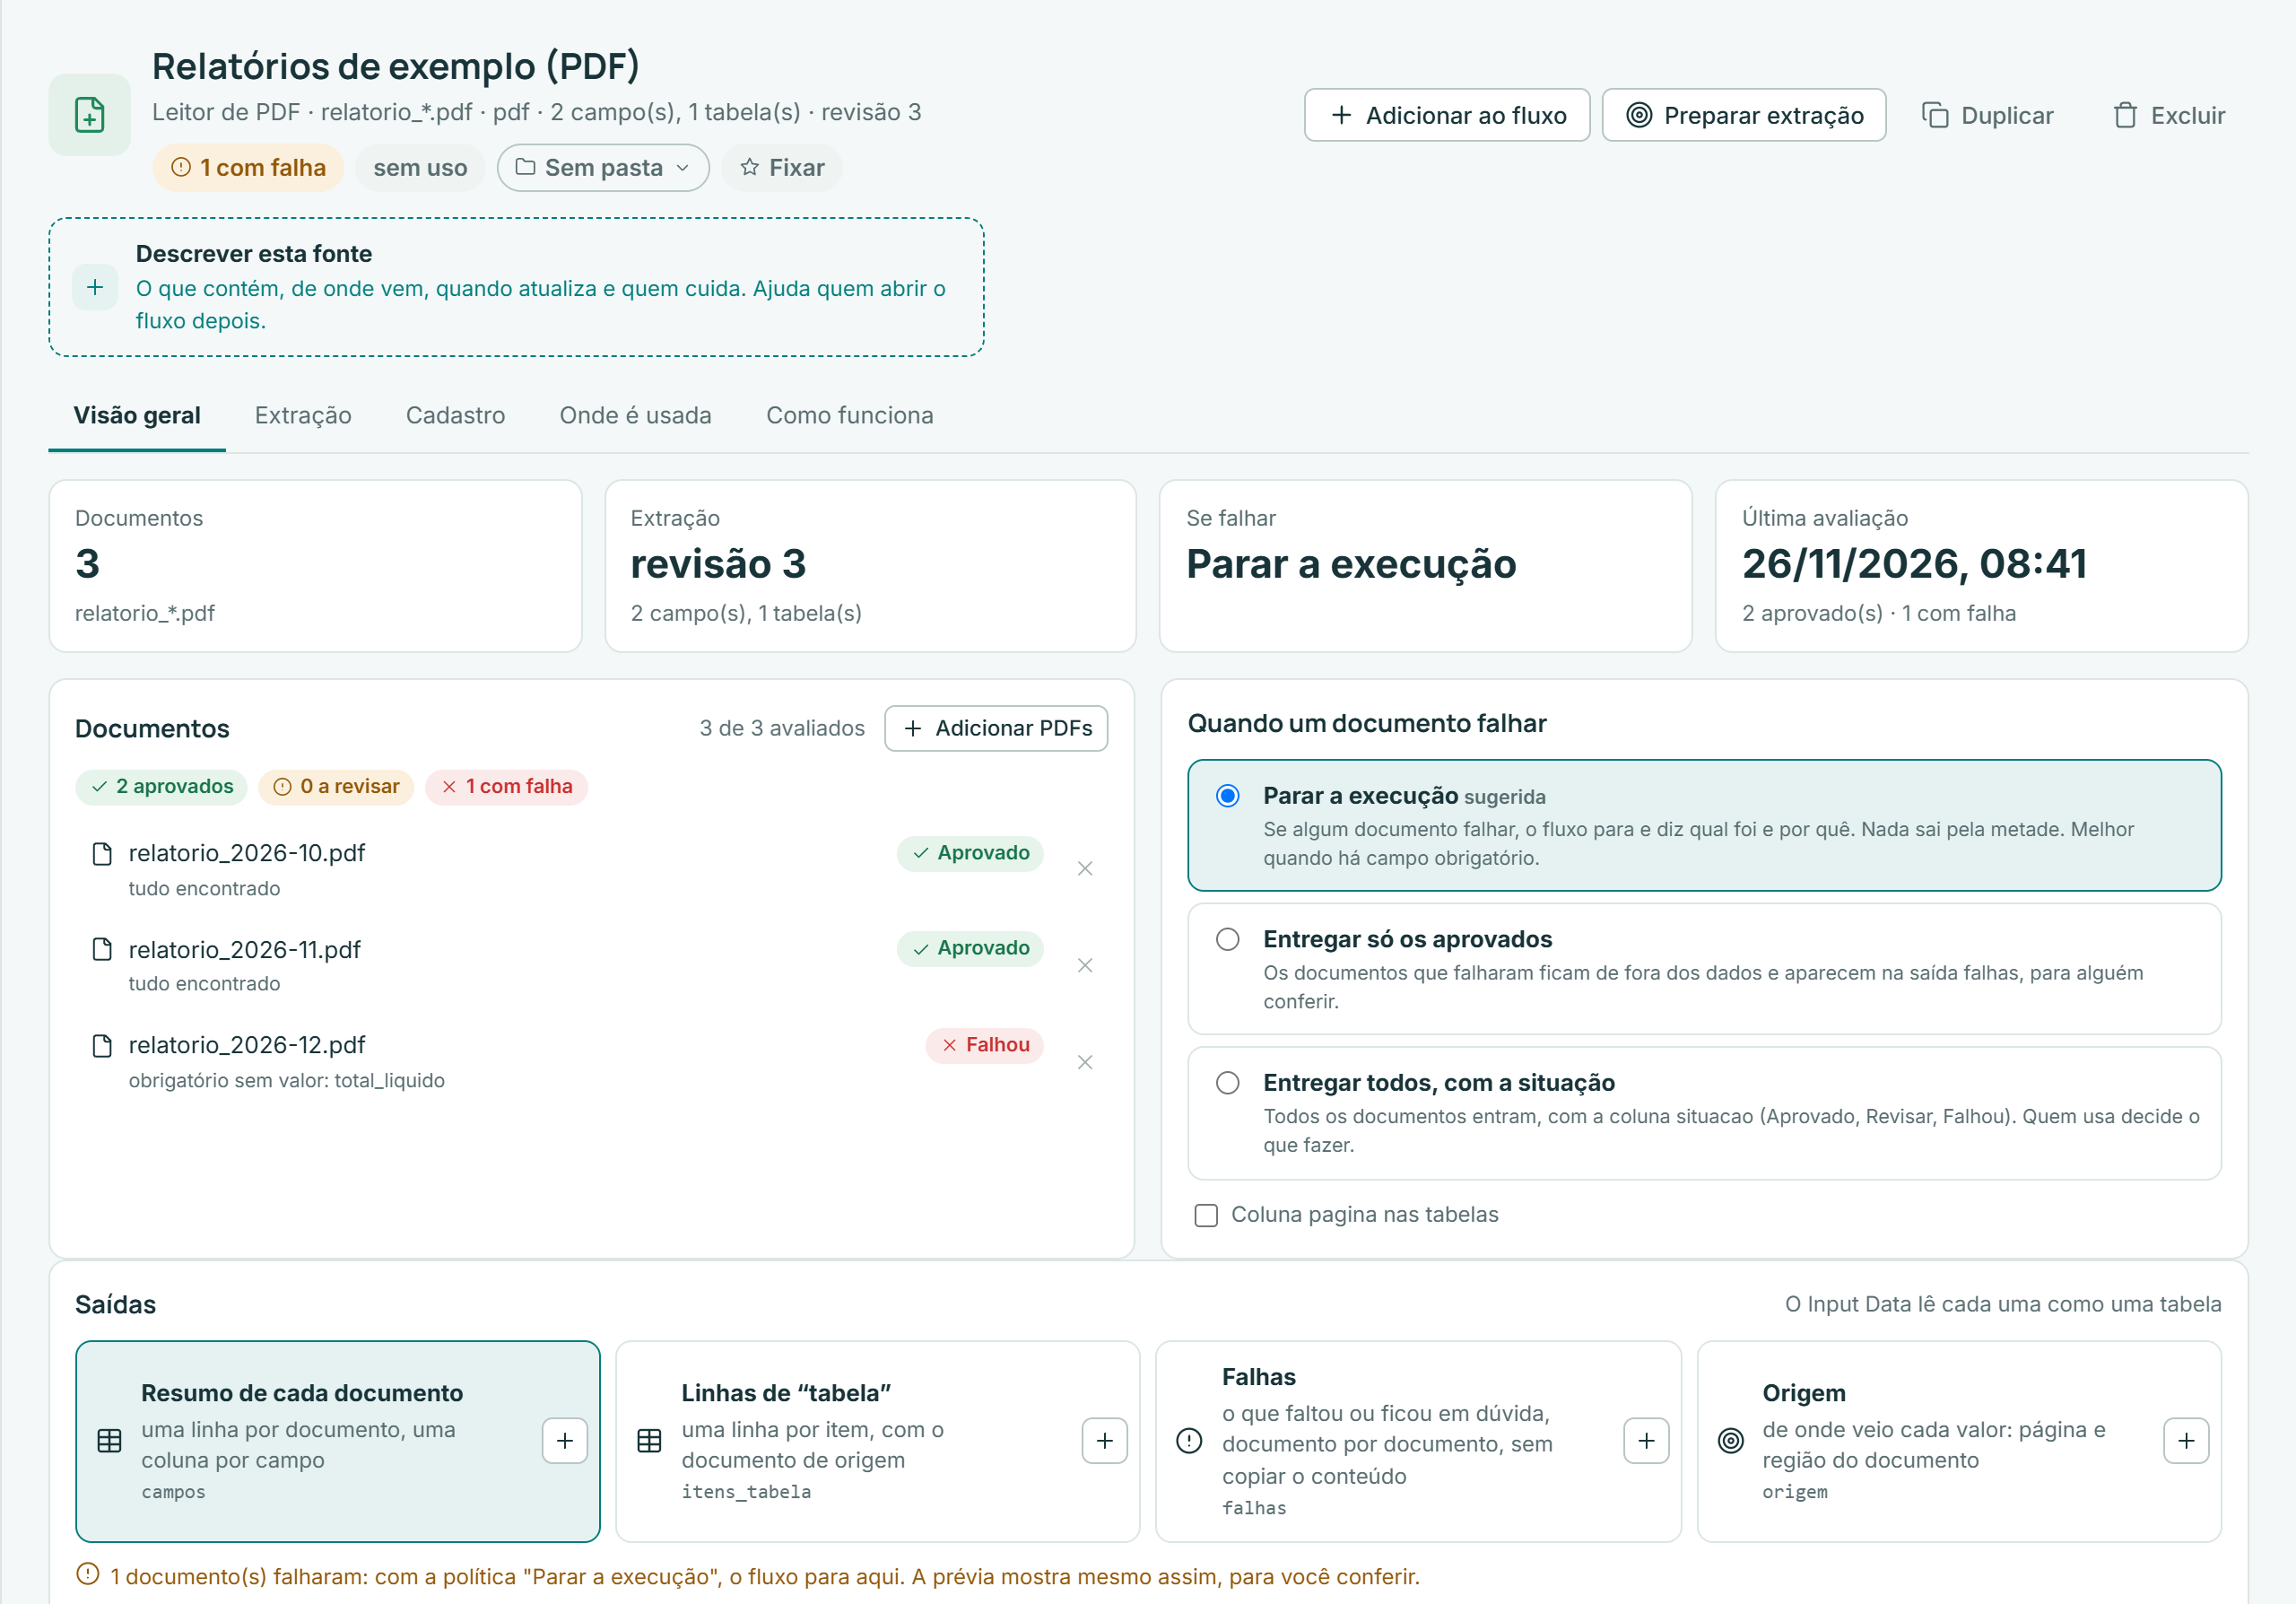 Relatórios de exemplo (PDF)
Leitor de PDF · relatorio_*.pdf · pdf · 2 campo(s), 1 tabela(s) · revisão 3
1 com falha
sem uso
Sem pasta
Fixar
Adicionar ao fluxo
Preparar extração
Duplicar
Excluir
Descrever esta fonte
O que contém, de onde vem, quando atualiza e quem cuida. Ajuda quem abrir o
fluxo depois.
Visão geral
Extração
Cadastro
Onde é usada
Como funciona
Documentos
3
relatorio_*.pdf
Extração
revisão 3
2 campo(s), 1 tabela(s)
Se falhar
Parar a execução
Última avaliação
26/11/2026, 08:41
2 aprovado(s) · 1 com falha
Documentos
3 de 3 avaliados
Adicionar PDFs
2 aprovados
0 a revisar
1 com falha
relatorio_2026-10.pdf
Aprovado
tudo encontrado
relatorio_2026-11.pdf
Aprovado
tudo encontrado
relatorio_2026-12.pdf
Falhou
obrigatório sem valor: total_liquido
Quando um documento falhar
Parar a execução sugerida
Se algum documento falhar, o fluxo para e diz qual foi e por quê. Nada sai pela metade. Melhor
quando há campo obrigatório.
Entregar só os aprovados
Os documentos que falharam ficam de fora dos dados e aparecem na saída falhas, para alguém
conferir.
Entregar todos, com a situação
Todos os documentos entram, com a coluna situacao (Aprovado, Revisar, Falhou). Quem usa decide o
que fazer.
Coluna pagina nas tabelas
Saídas
O Input Data lê cada uma como uma tabela
Resumo de cada documento
uma linha por documento, uma
coluna por campo
campos
Linhas de “tabela”
uma linha por item, com o
documento de origem
itens_tabela
Falhas
o que faltou ou ficou em dúvida,
documento por documento, sem
copiar o conteúdo
falhas
Origem
de onde veio cada valor: página e
região do documento
origem
1 documento(s) falharam: com a política "Parar a execução", o fluxo para aqui. A prévia mostra mesmo assim, para você conferir.